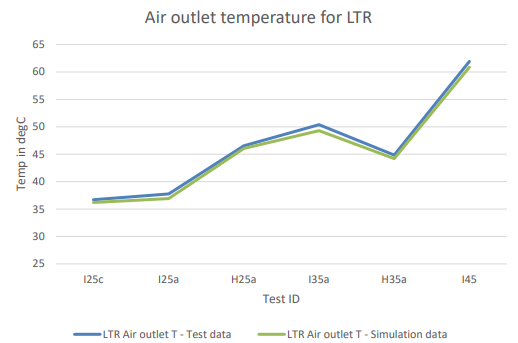 Air outlet temperature for LTR
65
60
55
50
45
40
35
30
25
Temp in degC
I25c I25a H25a I35a H35a I45
Test ID
LTR Air outlet T - Test data LTR Air outlet T - Simulation data